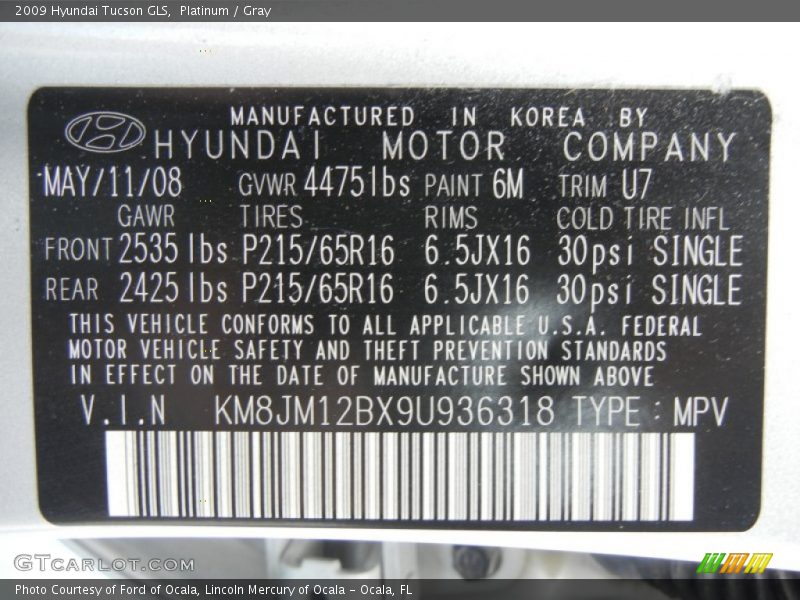 2009 Hyundai Tucson GLS, Platinum / Gray
MANUFACTURED IN KOREA BY
HYUNDAI MOTOR COMPANY
MAY/11/08 GVWR 4475lbs PAINT 6M TRIM U7
GAWR TIRES RIMS COLD TIRE INFL
FRONT 2535 lbs P215/65R16 6.5JX16 30psi SINGLE
REAR 2425 lbs P215/65R16 6.5JX16 30psi SINGLE
THIS VEHICLE CONFORMS TO ALL APPLICABLE U.S.A. FEDERAL
MOTOR VEHICLE SAFETY AND THEFT PREVENTION STANDARDS
IN EFFECT ON THE DATE OF MANUFACTURE SHOWN ABOVE
V.I.N KM8JM12BX9U936318 TYPE : MPV
GTCARLOT.COM
Photo Courtesy of Ford of Ocala, Lincoln Mercury of Ocala - Ocala, FL